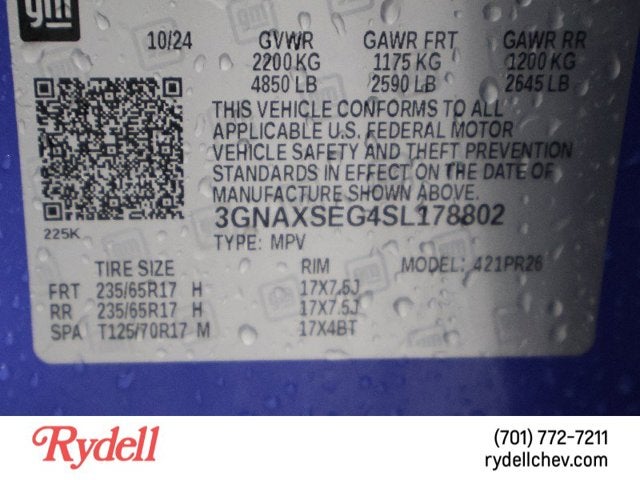 gm
10/24 GVWR GAWR FRT GAWR RR
2200 KG 1175 KG 1200 KG
4850 LB 2590 LB 2645 LB
THIS VEHICLE CONFORMS TO ALL
APPLICABLE U.S. FEDERAL MOTOR
VEHICLE SAFETY AND THEFT PREVENTION
STANDARDS IN EFFECT ON THE DATE OF
MANUFACTURE SHOWN ABOVE.
3GNAXSEG4SL178802
225K
TYPE: MPV
TIRE SIZE RIM MODEL: 421PR26
FRT 235/65R17 H 17X7.5J
RR 235/65R17 H 17X7.5J
SPA T125/70R17 M 17X4BT
Rydell
(701) 772-7211
rydellchev.com